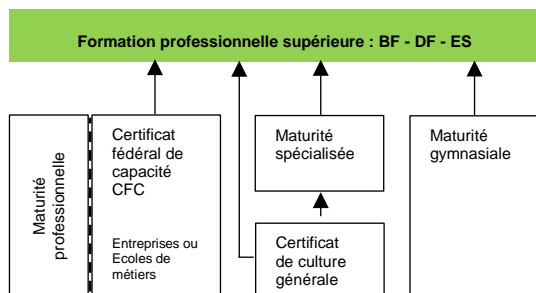 Formation professionnelle supérieure : BF - DF - ES
Maturité
professionnelle
Certificat
fédéral de
capacité
CFC
Entreprises ou
Ecoles de
métiers
Maturité
spécialisée
Certificat
de culture
générale
Maturité
gymnasiale